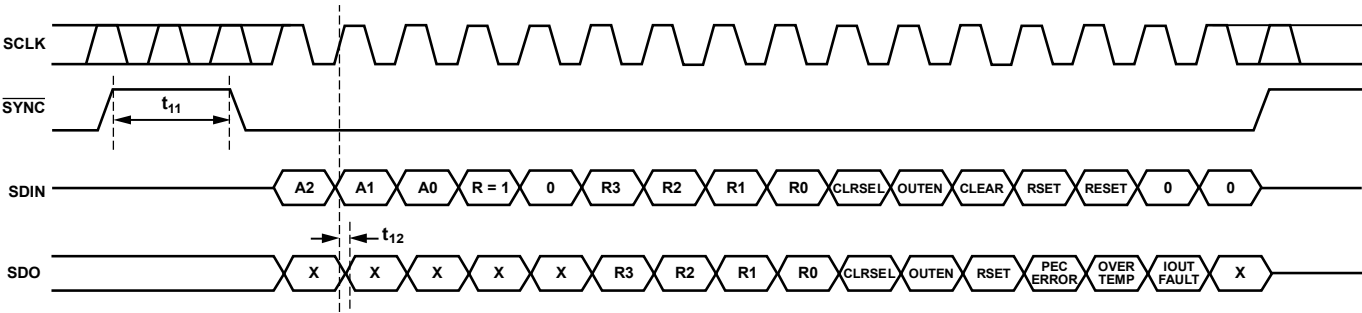 SCLK
SYNC
t11
SDIN A2 A1 A0 R = 1 0 R3 R2 R1 R0 CLRSEL OUTEN CLEAR RSET RESET 0 0
t12
SDO X X X X X R3 R2 R1 R0 CLRSEL OUTEN RSET PEC ERROR OVER TEMP IOUT FAULT X